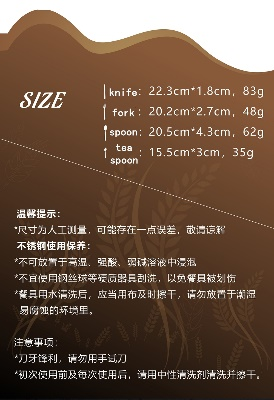 SIZE
knife: 22.3cm*1.8cm, 83g
fork: 20.2cm*2.7cm, 48g
spoon: 20.5cm*4.3cm, 62g
tea spoon: 15.5cm*3cm, 35g
温馨提示:
*尺寸为人工测量,可能存在一点误差、敬请谅解
不锈钢使用保养:
*不可放置于高温、强酸、弱碱溶液中浸泡
*不宜使用钢丝球等硬质器具刮洗,以免餐具被划伤
*餐具用水清洗后,应当用布及时擦干,请勿放置于潮湿
易腐蚀的环境里。
注意事项:
*刀牙锋利,请勿用手试刀
*初次使用前及每次使用后,请用中性清洗剂清洗并擦干。